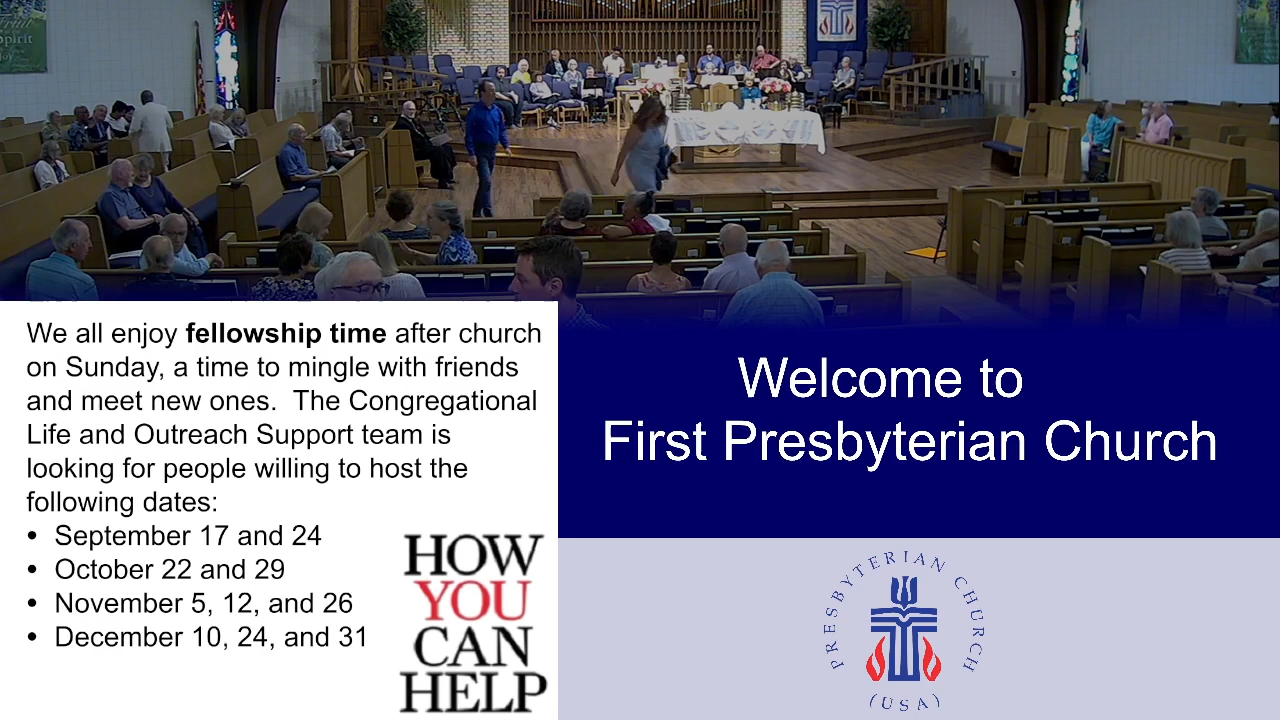 Spirit
We all enjoy fellowship time after church
on Sunday, a time to mingle with friends
and meet new ones.  The Congregational
Life and Outreach Support team is
looking for people willing to host the
following dates:
• September 17 and 24
• October 22 and 29
• November 5, 12, and 26
• December 10, 24, and 31
HOW
YOU
CAN
HELP
Welcome to
First Presbyterian Church
PRESBYTERIAN CHURCH
(USA)